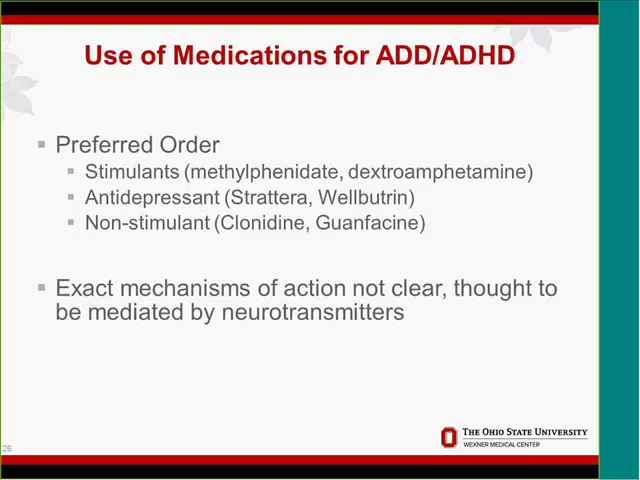 Use of Medications for ADD/ADHD
Preferred Order
Stimulants (methylphenidate, dextroamphetamine)
Antidepressant (Strattera, Wellbutrin)
Non-stimulant (Clonidine, Guanfacine)
Exact mechanisms of action not clear, thought to
be mediated by neurotransmitters
THE OHIO STATE UNIVERSITY
WEXNER MEDICAL CENTER
26